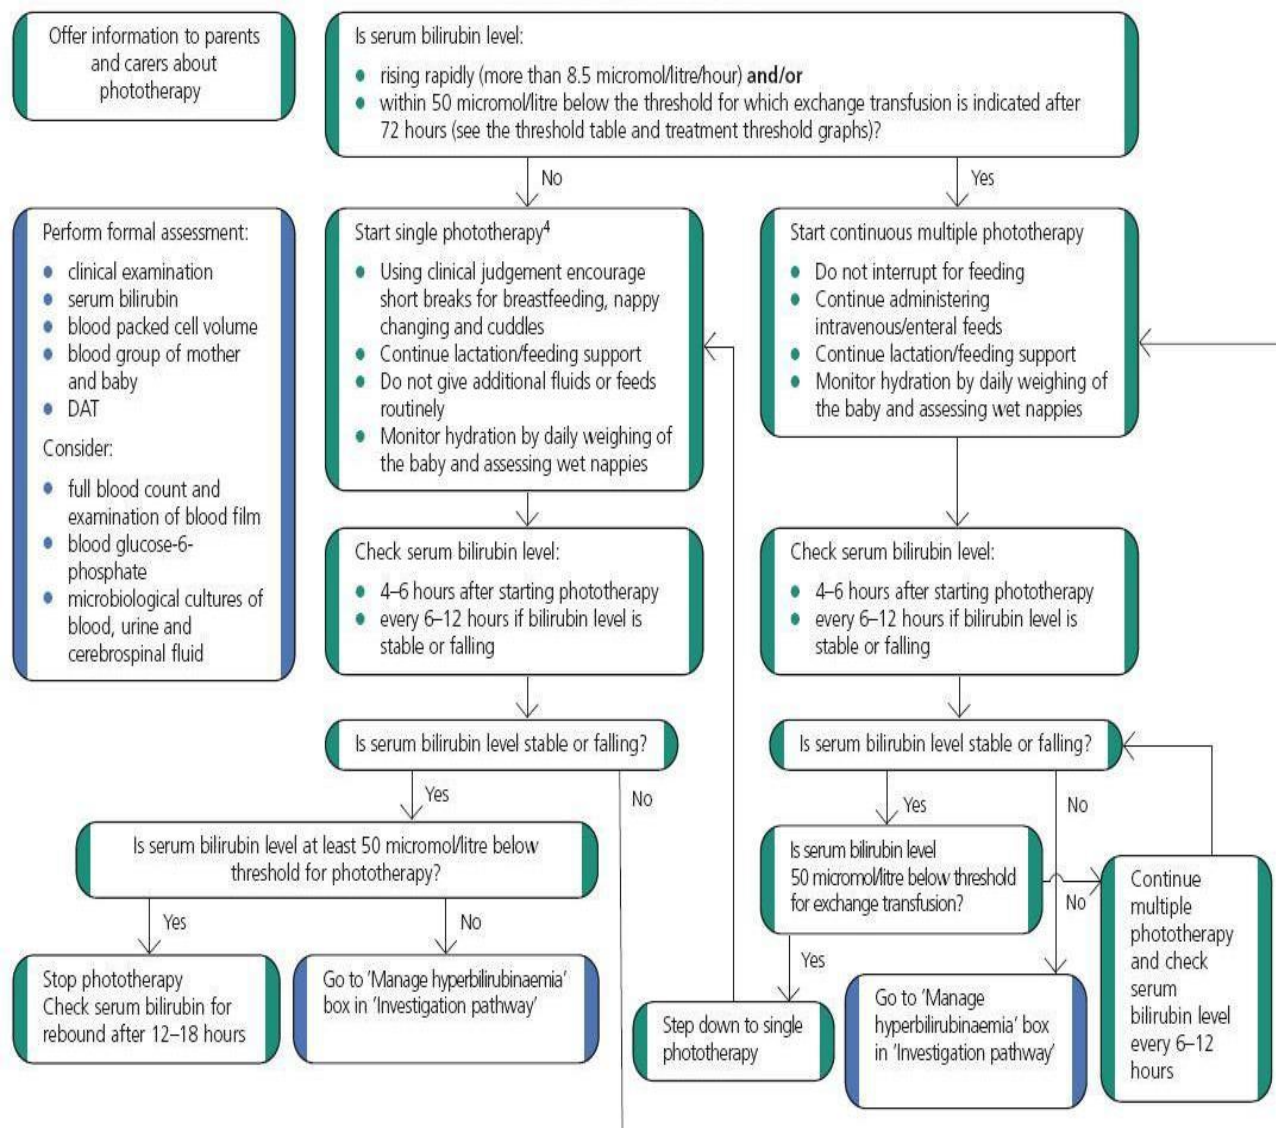 Offer information to parents
and carers about
phototherapy
Is serum bilirubin level:
• rising rapidly (more than 8.5 micromol/litre/hour) and/or
• within 50 micromol/litre below the threshold for which exchange transfusion is indicated after
72 hours (see the threshold table and treatment threshold graphs)?
No
Yes
Perform formal assessment:
• clinical examination
• serum bilirubin
• blood packed cell volume
• blood group of mother
and baby
• DAT
Consider:
• full blood count and
examination of blood film
• blood glucose-6-
phosphate
• microbiological cultures of
blood, urine and
cerebrospinal fluid
Start single phototherapy⁴
• Using clinical judgement encourage
short breaks for breastfeeding, nappy
changing and cuddles
• Continue lactation/feeding support
• Do not give additional fluids or feeds
routinely
• Monitor hydration by daily weighing of
the baby and assessing wet nappies
Start continuous multiple phototherapy
• Do not interrupt for feeding
• Continue administering
intravenous/enteral feeds
• Continue lactation/feeding support
• Monitor hydration by daily weighing of
the baby and assessing wet nappies
Check serum bilirubin level:
• 4–6 hours after starting phototherapy
• every 6–12 hours if bilirubin level is
stable or falling
Check serum bilirubin level:
• 4–6 hours after starting phototherapy
• every 6–12 hours if bilirubin level is
stable or falling
Is serum bilirubin level stable or falling?
Is serum bilirubin level stable or falling?
Yes
No
Yes
No
Is serum bilirubin level at least 50 micromol/litre below
threshold for phototherapy?
Is serum bilirubin level
50 micromol/litre below threshold
for exchange transfusion?
No
Yes
No
Yes
Stop phototherapy
Check serum bilirubin for
rebound after 12–18 hours
Go to ‘Manage hyperbilirubinaemia’
box in ‘Investigation pathway’
Step down to single
phototherapy
Go to ‘Manage
hyperbilirubinaemia’ box
in ‘Investigation pathway’
Continue
multiple
phototherapy
and check
serum
bilirubin level
every 6–12
hours